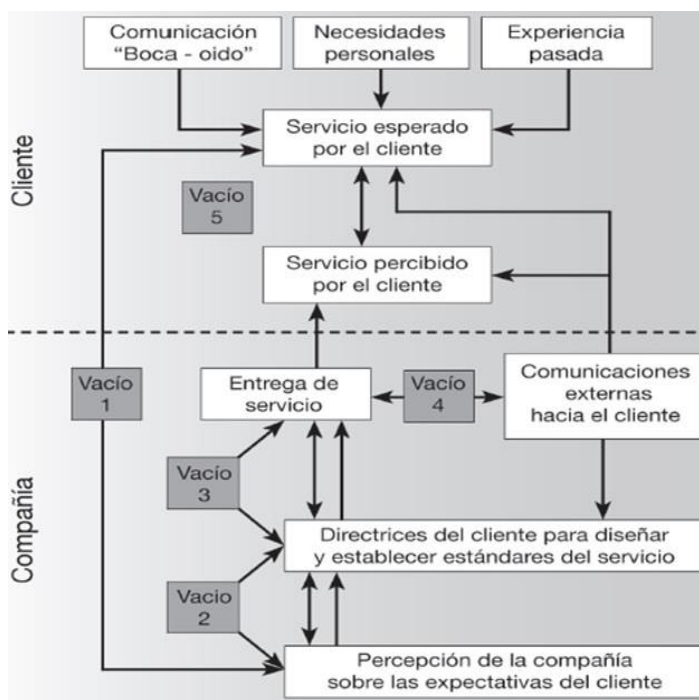 Comunicación
"Boca - oido"
Necesidades
personales
Experiencia
pasada
Servicio esperado
por el cliente
Cliente
Vacío
5
Servicio percibido
por el cliente
Vacío
1
Entrega de
servicio
Vacío
4
Comunicaciones
externas
hacia el cliente
Compañía
Vacío
3
Directrices del cliente para diseñar
y establecer estándares del servicio
Vacio
2
Percepción de la compañía
sobre las expectativas del cliente